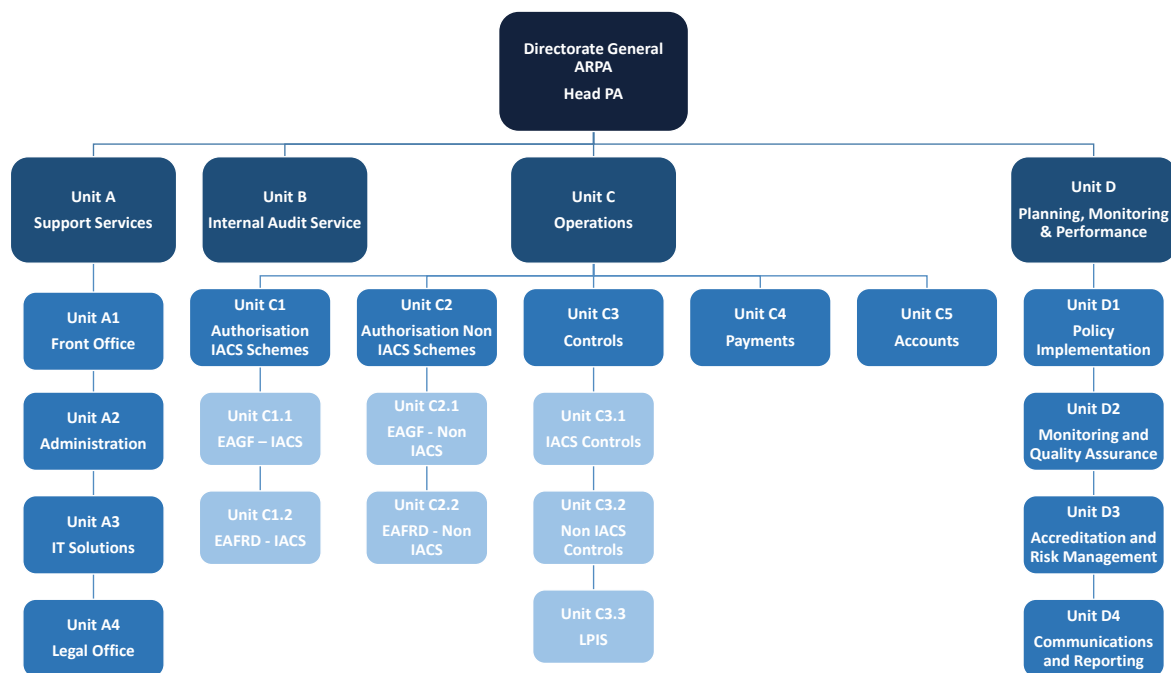 Directorate General
ARPA
Head PA
Unit A
Support Services
Unit B
Internal Audit Service
Unit C
Operations
Unit D
Planning, Monitoring
& Performance
Unit A1
Front Office
Unit C1
Authorisation
IACS Schemes
Unit C2
Authorisation Non
IACS Schemes
Unit C3
Controls
Unit C4
Payments
Unit C5
Accounts
Unit D1
Policy
Implementation
Unit A2
Administration
Unit C1.1
EAGF – IACS
Unit C2.1
EAGF - Non
IACS
Unit C3.1
IACS Controls
Unit D2
Monitoring and
Quality Assurance
Unit A3
IT Solutions
Unit C1.2
EAFRD - IACS
Unit C2.2
EAFRD - Non
IACS
Unit C3.2
Non IACS
Controls
Unit D3
Accreditation and
Risk Management
Unit A4
Legal Office
Unit C3.3
LPIS
Unit D4
Communications
and Reporting